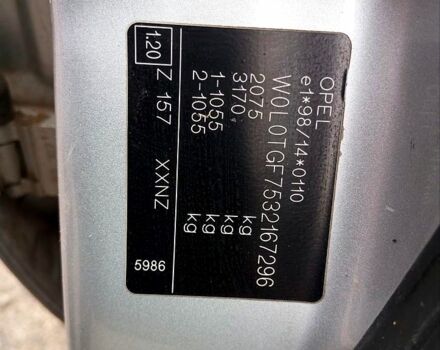 OPEL
e1*98/14*0110
W0L0TGF7532167296
2075 kg
3170 kg
1-1055 kg
2-1055 kg
1.20 Z 157 XXNZ
5986